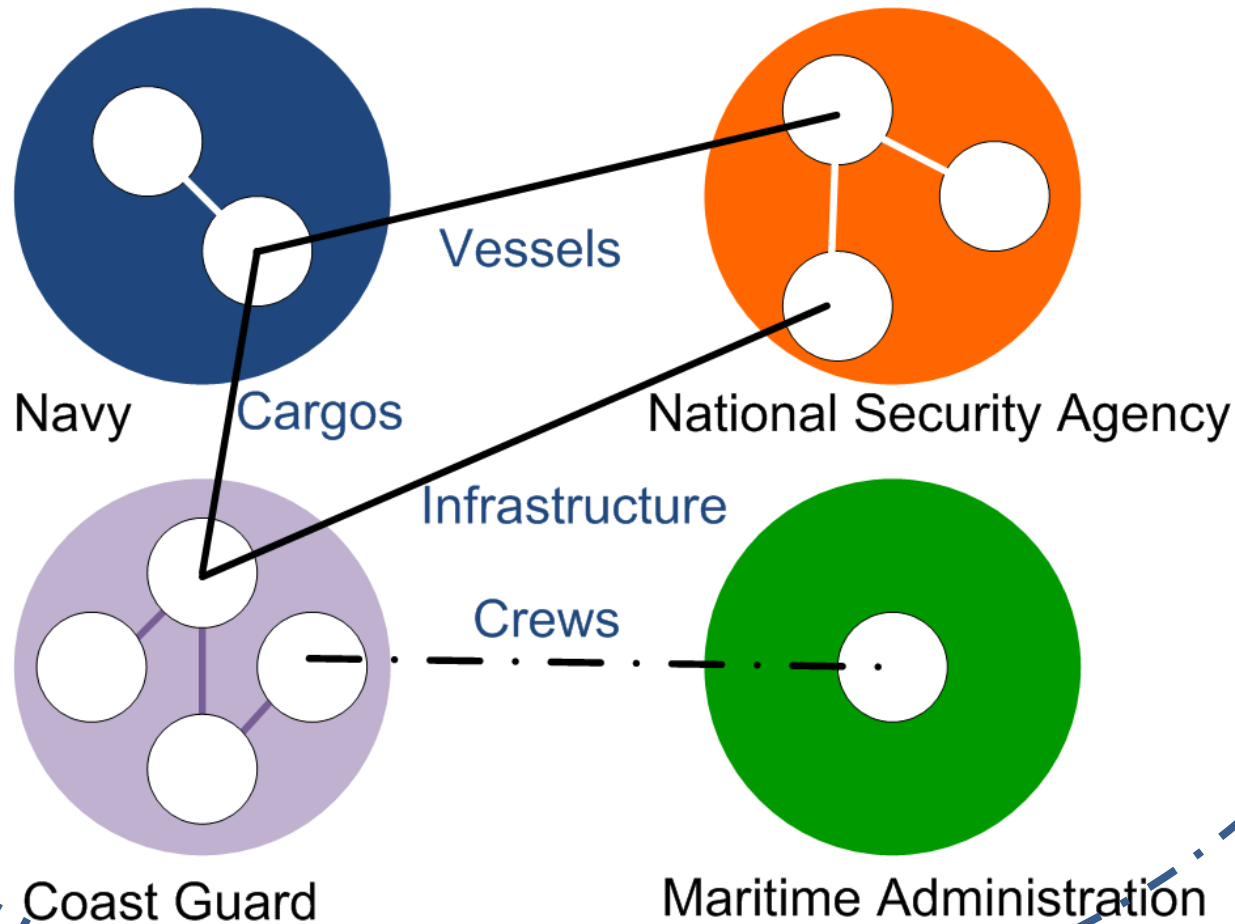 Vessels
Navy
Cargos
National Security Agency
Infrastructure
Crews
Coast Guard
Maritime Administration